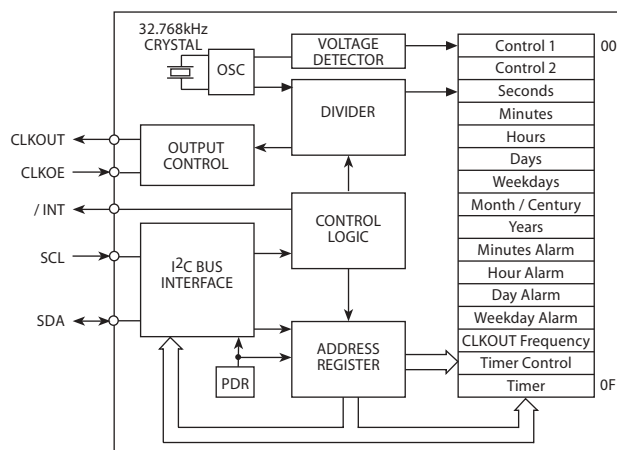 32.768kHz
CRYSTAL
OSC
VOLTAGE
DETECTOR
DIVIDER
CLKOUT
CLKOE
OUTPUT
CONTROL
/ INT
CONTROL
LOGIC
SCL
SDA
I²C BUS
INTERFACE
PDR
ADDRESS
REGISTER
Control 1 00
Control 2
Seconds
Minutes
Hours
Days
Weekdays
Month / Century
Years
Minutes Alarm
Hour Alarm
Day Alarm
Weekday Alarm
CLKOUT Frequency
Timer Control
Timer 0F